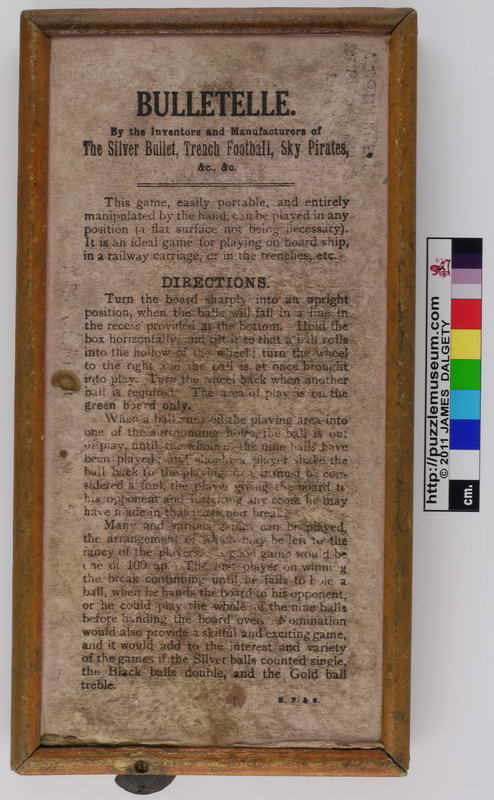 BULLETELLE.
By the Inventors and Manufacturers of
The Silver Bullet, Trench Football, Sky Pirates,
&c., &c.
This game, easily portable, and entirely
manipulated by the hand, can be played in any
position (a flat surface not being necessary).
It is an ideal game for playing on board ship,
in a railway carriage, or in the trenches, etc.
DIRECTIONS.
Turn the board sharply into an upright
position, when the balls will fall in a line in
the recess provided at the bottom. Hold the
box horizontally, and tilt it so that a ball rolls
into the hollow of the wheel; turn the wheel
to the right and the ball is at once brought
into play. Turn the wheel back when another
ball is required. The area of play is on the
green board only.
When a ball runs off the playing area into
one of the surrounding holes, the ball is out
of play, until the whole of the nine balls have
been played, and should a player shake the
ball back to the playing it must be con-
sidered a foul, the player giving the board to
his opponent and any score he may
have made in that particular break.
Many and various games can be played,
the arrangement of which may be left to the
fancy of the players. A good game would be
one of 100 up. The first player on winning
the break continuing until he fails to hole a
ball, when he hands the board to his opponent,
or he could play the whole of the nine balls
before handing the board over. Nomination
would also provide a skilful and exciting game,
and it would add to the interest and variety
of the games if the Silver balls counted single,
the Black balls double, and the Gold ball
treble.
R. F. & S.
http://puzzlemuseum.com
© 2011 JAMES DALGETY
cm.